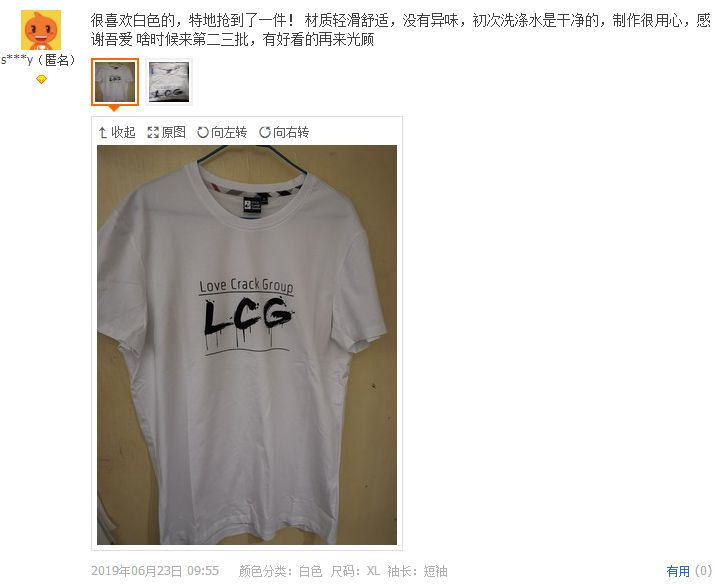 很喜欢白色的，特地抢到了一件！ 材质轻滑舒适，没有异味，初次洗涤水是干净的，制作很用心，感
谢吾爱 啥时候来第二三批，有好看的再来光顾
s***y（匿名）
收起 原图 向左转 向右转
Love Crack Group
LCG
2019年06月23日 09:55 颜色分类：白色 尺码：XL 袖长：短袖
有用 (0)